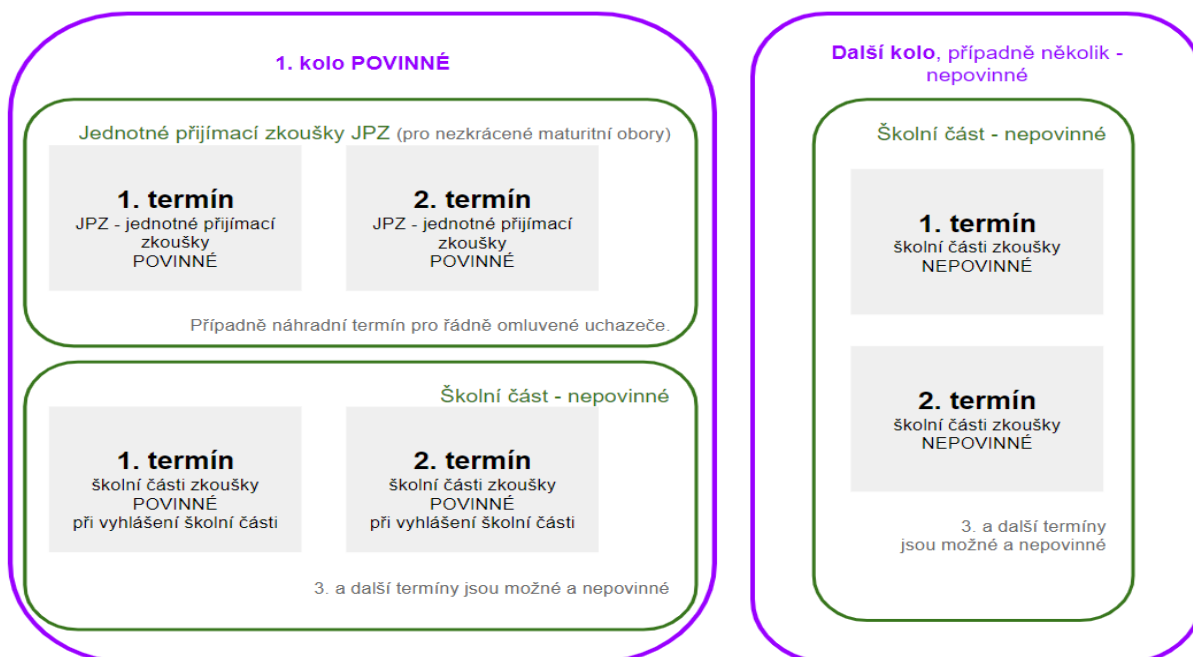 1. kolo POVINNÉ
Jednotné přijímací zkoušky JPZ (pro nezkrácené maturitní obory)
1. termín
JPZ - jednotné přijímací
zkoušky
POVINNÉ
2. termín
JPZ - jednotné přijímací
zkoušky
POVINNÉ
Případně náhradní termín pro řádně omluvené uchazeče.
Školní část - nepovinné
1. termín
školní části zkoušky
POVINNÉ
při vyhlášení školní části
2. termín
školní části zkoušky
POVINNÉ
při vyhlášení školní části
3. a další termíny jsou možné a nepovinné
Další kolo, případně několik -
nepovinné
Školní část - nepovinné
1. termín
školní části zkoušky
NEPOVINNÉ
2. termín
školní části zkoušky
NEPOVINNÉ
3. a další termíny
jsou možné a nepovinné